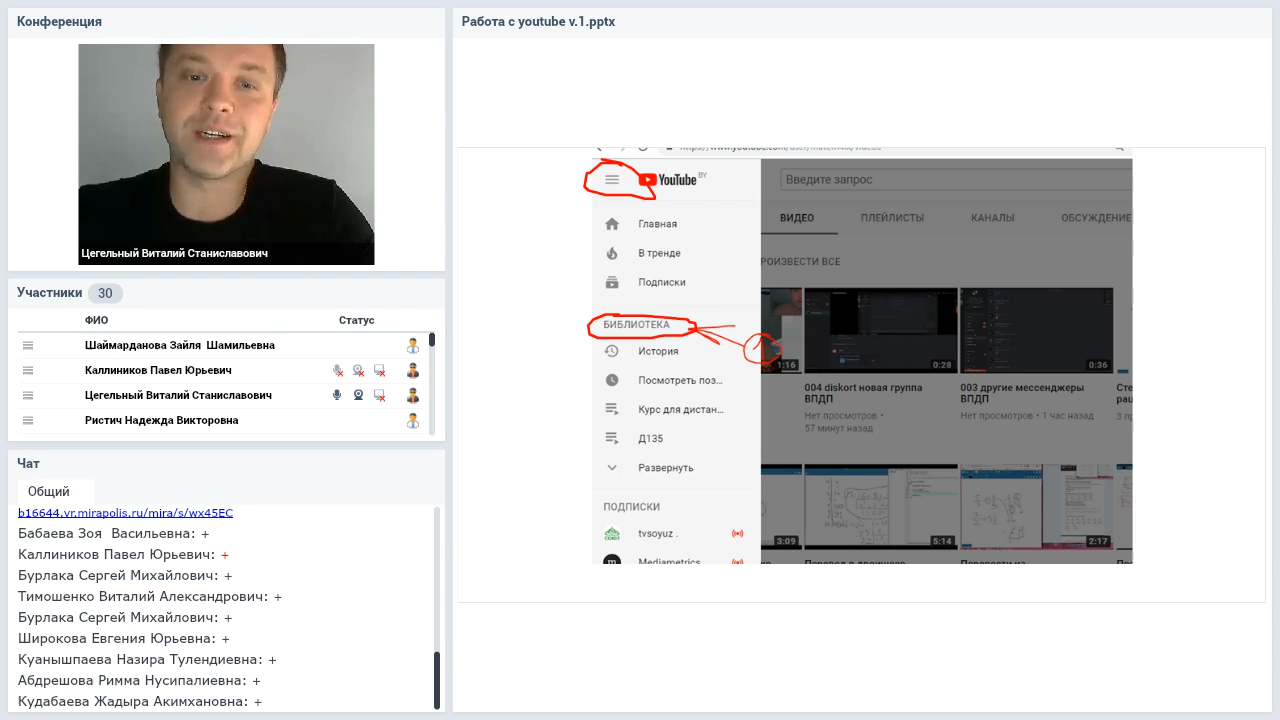 Конференция
Цегельный Виталий Станиславович
Участники 30
ФИО Статус
Шаймарданова Зайля Шамильевна
Каллиников Павел Юрьевич
Цегельный Виталий Станиславович
Ристич Надежда Викторовна
Чат
Общий
b16644.vr.mirapolis.ru/mira/s/wx45EC
Бабаева Зоя Васильевна: +
Каллиников Павел Юрьевич: +
Бурлака Сергей Михайлович: +
Тимошенко Виталий Александрович: +
Бурлака Сергей Михайлович: +
Широкова Евгения Юрьевна: +
Куанышпаева Назира Тулендиевна: +
Абдрешова Римма Нусипалиевна: +
Кудабаева Жадыра Акимхановна: +
Работа с youtube v.1.pptx
YouTube BY
Введите запрос
Главная
В тренде
Подписки
БИБЛИОТЕКА
История
Посмотреть поз...
Курс для дистан...
Д135
Развернуть
ПОДПИСКИ
tvsoyuz .
Mediametrics
ВИДЕО ПЛЕЙЛИСТЫ КАНАЛЫ ОБСУЖДЕНИЕ
РОИЗВЕСТИ ВСЕ
1
1:16 0:28 0:36
004 diskort новая группа ВПДП
Нет просмотров •
57 минут назад
003 другие мессенджеры ВПДП
Нет просмотров • 1 час назад
3:09 5:14 2:17